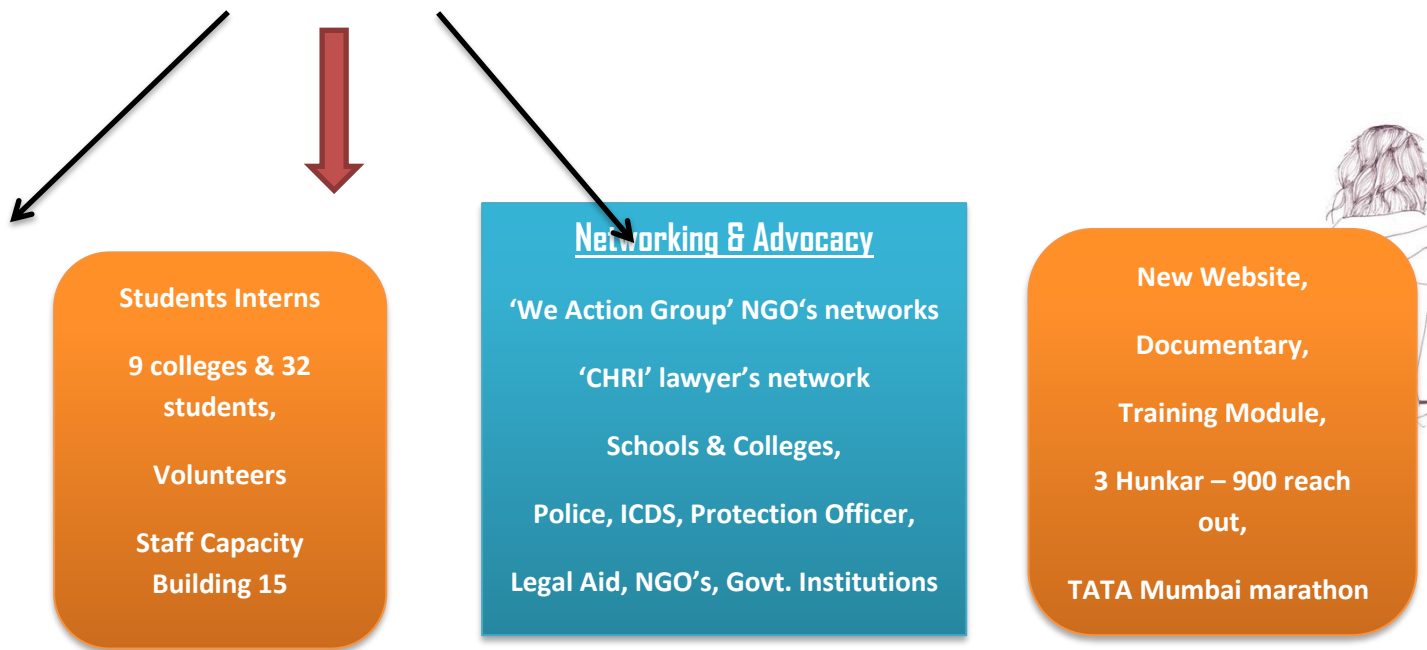 Students Interns
9 colleges & 32
students,
Volunteers
Staff Capacity
Building 15
Networking & Advocacy
‘We Action Group’ NGO‘s networks
‘CHRI’ lawyer’s network
Schools & Colleges,
Police, ICDS, Protection Officer,
Legal Aid, NGO’s, Govt. Institutions
New Website,
Documentary,
Training Module,
3 Hunkar – 900 reach
out,
TATA Mumbai marathon